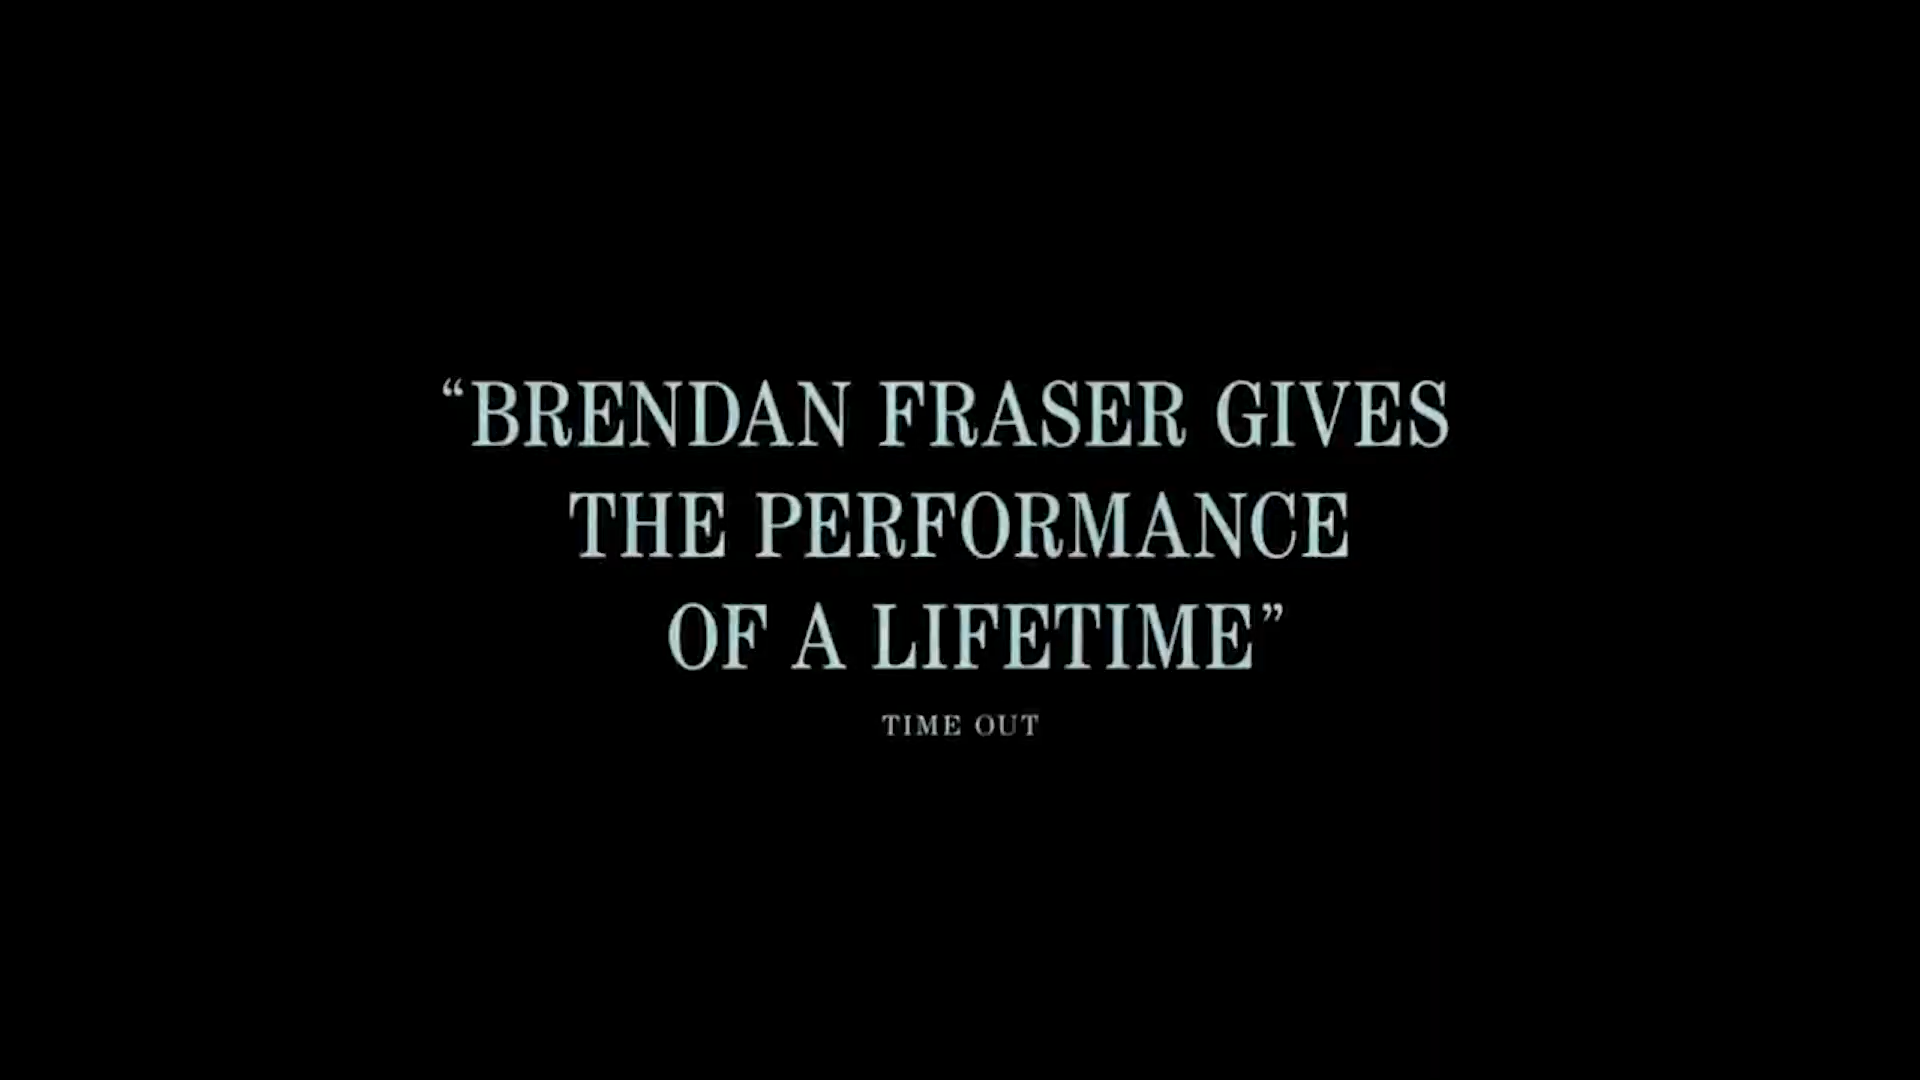 “BRENDAN FRASER GIVES
THE PERFORMANCE
OF A LIFETIME”
TIME OUT